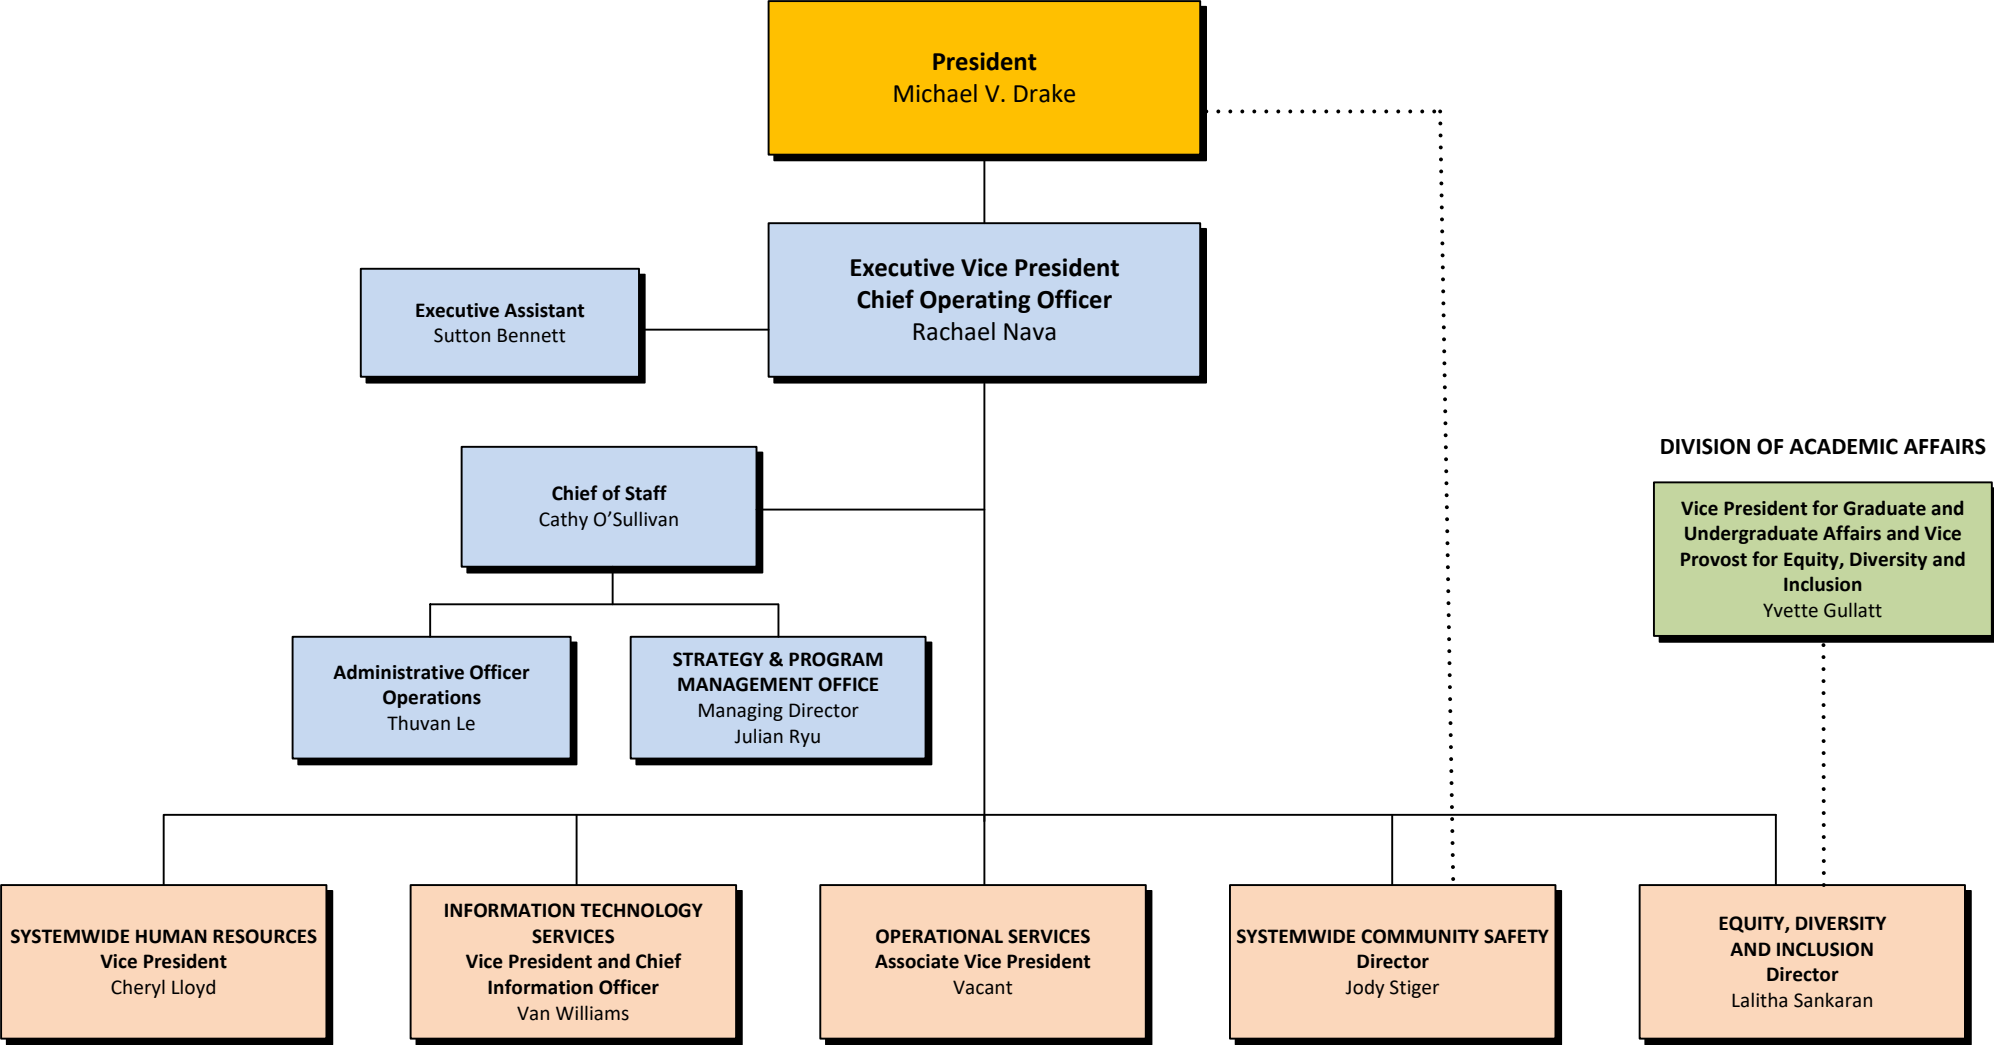 President
Michael V. Drake
Executive Vice President
Chief Operating Officer
Rachael Nava
Executive Assistant
Sutton Bennett
Chief of Staff
Cathy O’Sullivan
DIVISION OF ACADEMIC AFFAIRS
Vice President for Graduate and
Undergraduate Affairs and Vice
Provost for Equity, Diversity and
Inclusion
Yvette Gullatt
Administrative Officer
Operations
Thuvan Le
STRATEGY & PROGRAM
MANAGEMENT OFFICE
Managing Director
Julian Ryu
SYSTEMWIDE HUMAN RESOURCES
Vice President
Cheryl Lloyd
INFORMATION TECHNOLOGY
SERVICES
Vice President and Chief
Information Officer
Van Williams
OPERATIONAL SERVICES
Associate Vice President
Vacant
SYSTEMWIDE COMMUNITY SAFETY
Director
Jody Stiger
EQUITY, DIVERSITY
AND INCLUSION
Director
Lalitha Sankaran